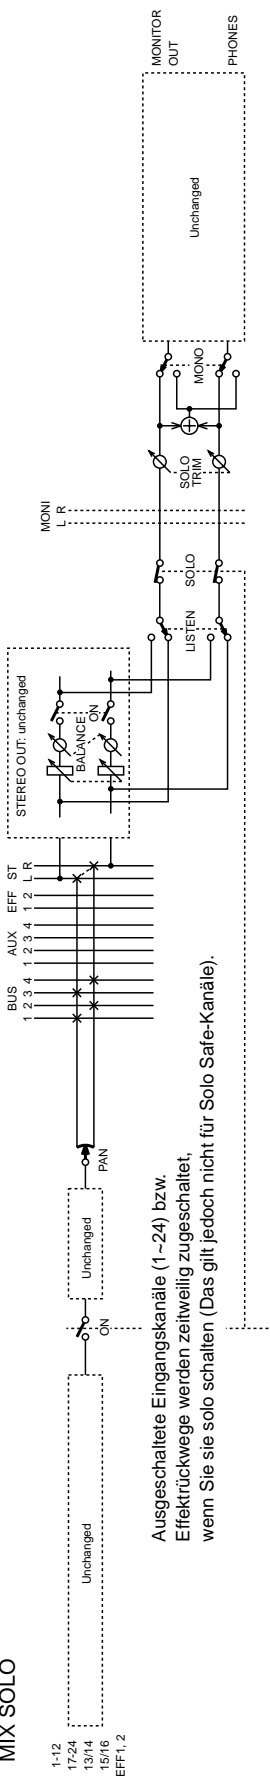 MIX SOLO
1-12
17-24
13/14
15/16
EFF1, 2
Unchanged
ON
Unchanged
PAN
BUS
1 2 3 4
AUX
1 2 3 4
EFF
1 2
ST
L R
STEREO OUT: unchanged
BALANCE
ON
LISTEN
SOLO
MONI
L R
SOLO
TRIM
MONO
Unchanged
MONITOR
OUT
PHONES
Ausgeschaltete Eingangskanäle (1~24) bzw.
Effektrückwege werden zeitweilig zugeschaltet,
wenn Sie sie solo schalten (Das gilt jedoch nicht für Solo Safe-Kanäle).